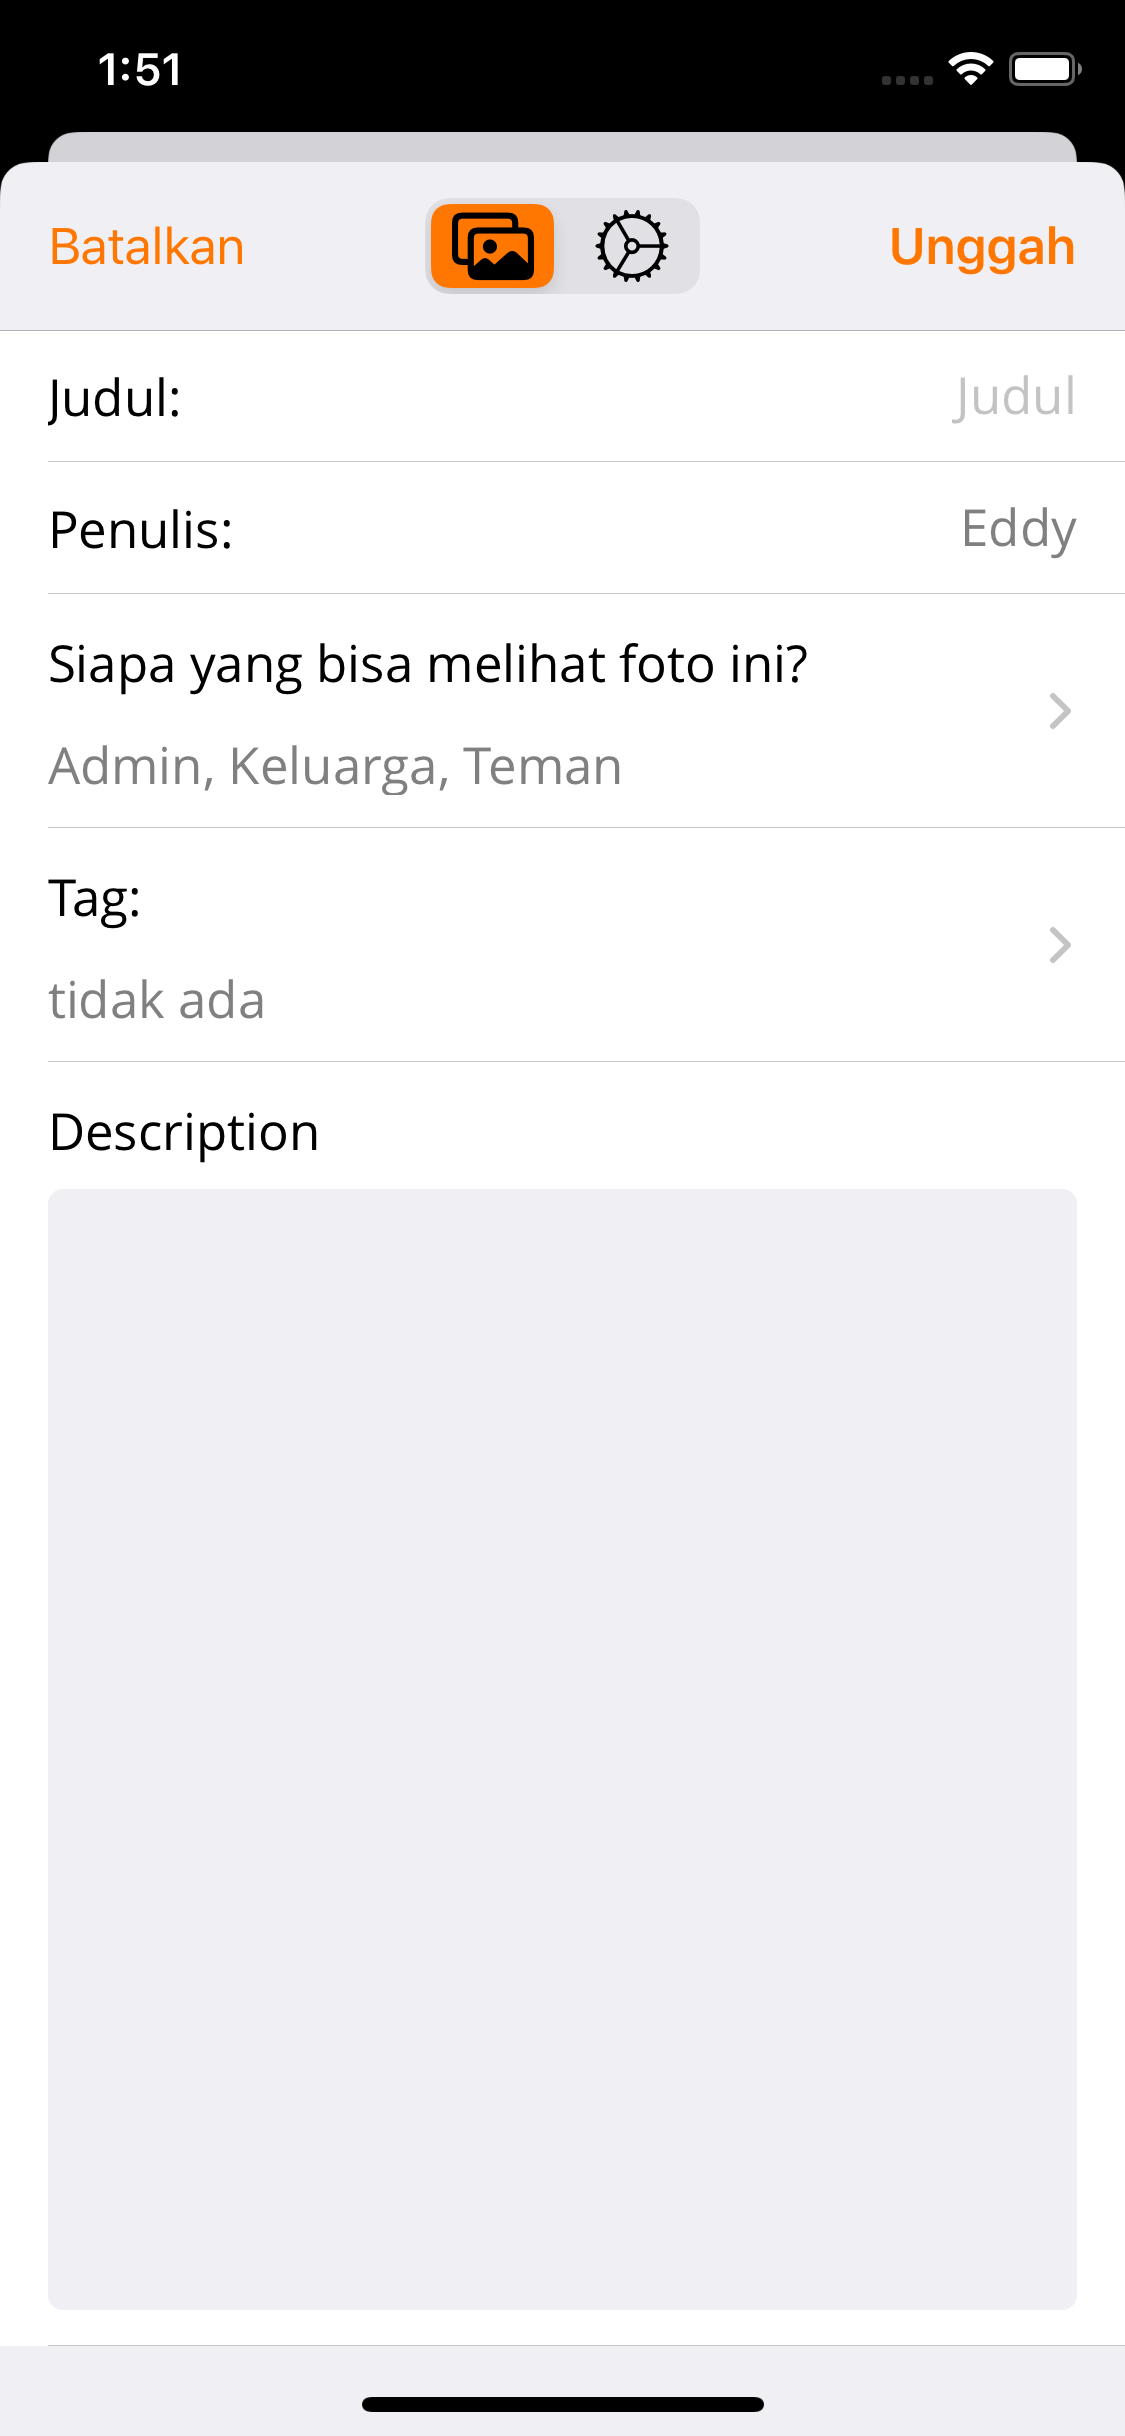 1:51
Batalkan
Unggah
Judul:
Judul
Penulis:
Eddy
Siapa yang bisa melihat foto ini?
Admin, Keluarga, Teman
Tag:
tidak ada
Description